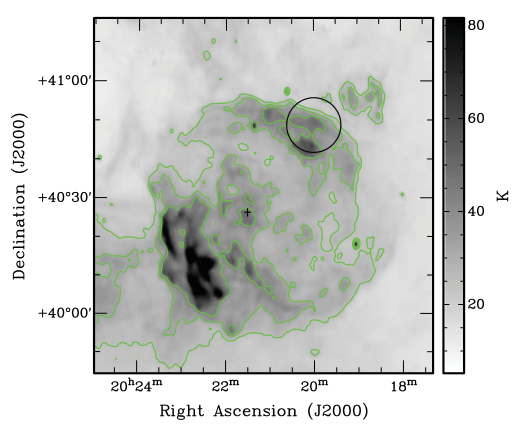 80
+41°00′
60
+40°30′
40
K
20
+40°00′
Declination (J2000)
20ʰ24ᵐ
22ᵐ
20ᵐ
18ᵐ
Right Ascension (J2000)